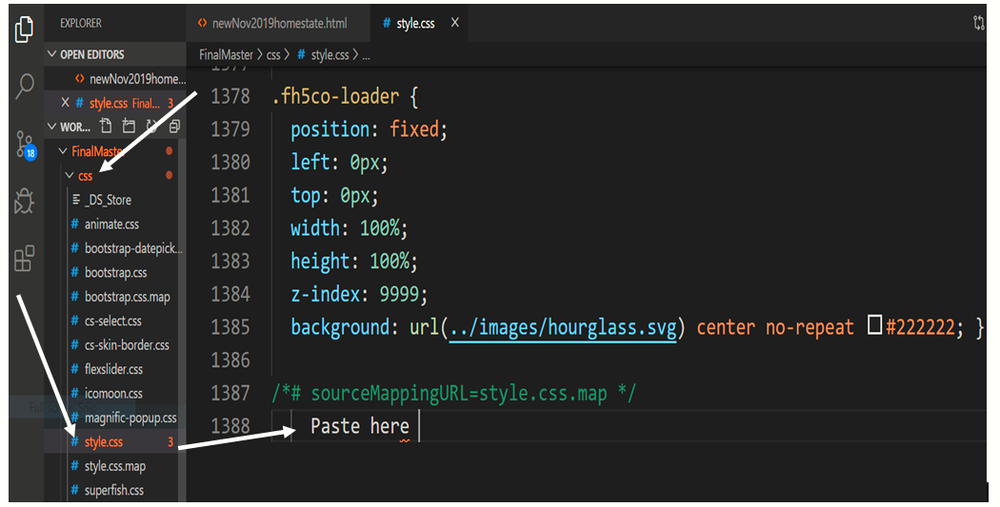 EXPLORER
OPEN EDITORS
newNov2019home...
X # style.css Final... 3
WOR...
18
FinalMaster
css
_DS_Store
# animate.css
# bootstrap-datepick...
# bootstrap.css
# bootstrap.css.map
# cs-select.css
# cs-skin-border.css
# flexslider.css
# icomoon.css
# magnific-popup.css
# style.css 3
# style.css.map
# superfish.css
<> newNov2019homestate.html # style.css X
FinalMaster > css > # style.css > ...
1377
1378 .fh5co-loader {
1379 position: fixed;
1380 left: 0px;
1381 top: 0px;
1382 width: 100%;
1383 height: 100%;
1384 z-index: 9999;
1385 background: url(../images/hourglass.svg) center no-repeat #222222; }
1386
1387 /*# sourceMappingURL=style.css.map */
1388 Paste here